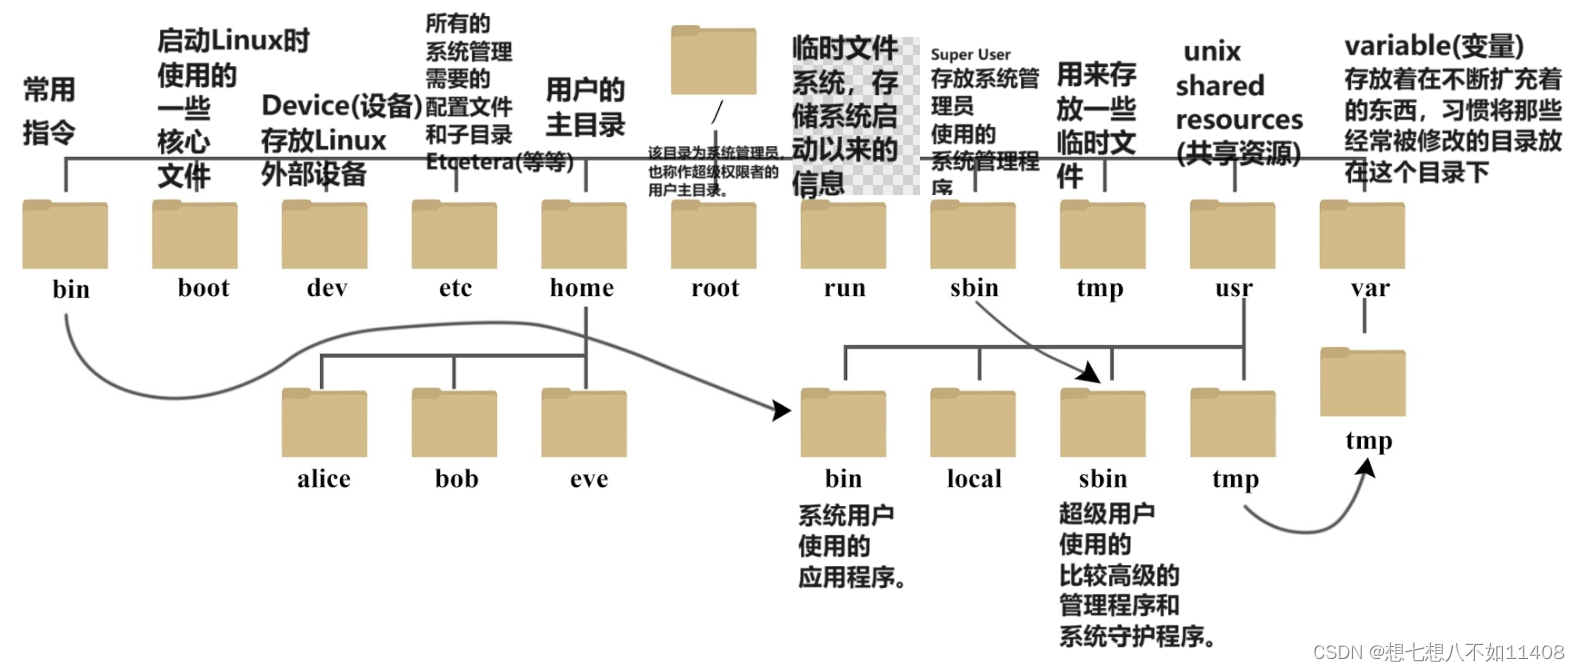 常用
指令
启动Linux时
使用的
一些
核心
文件
Device(设备)
存放Linux
外部设备
所有的
系统管理
需要的
配置文件
和子目录
Etcetera(等等)
用户的
主目录
/
该目录为系统管理员，
也称作超级权限者的
用户主目录。
临时文件
系统，存
储系统启
动以来的
信息
Super User
存放系统管
理员
使用的
系统管理程
序
用来存
放一些
临时文
件
unix
shared
resources
(共享资源)
variable(变量)
存放着在不断扩充着
的东西，习惯将那些
经常被修改的目录放
在这个目录下
bin
boot
dev
etc
home
root
run
sbin
tmp
usr
var
alice
bob
eve
bin
local
sbin
tmp
tmp
系统用户
使用的
应用程序。
超级用户
使用的
比较高级的
管理程序和
系统守护程序。
CSDN @想七想八不如11408